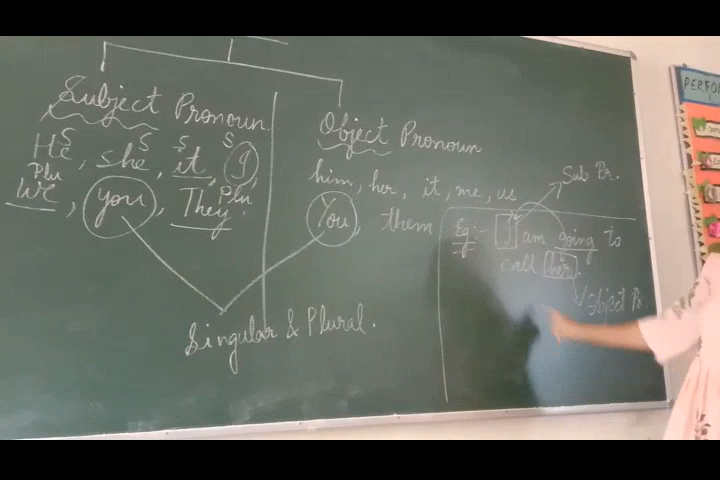 Subject Pronoun
S S S S
He, she, it, I,
Plu Plu
We, You, They.
Object Pronoun
him, her, it, me, us
You, them
Singular & Plural.
Sub Pr.
Eg:- I am going to
call her.
Object Pr.
PERFO